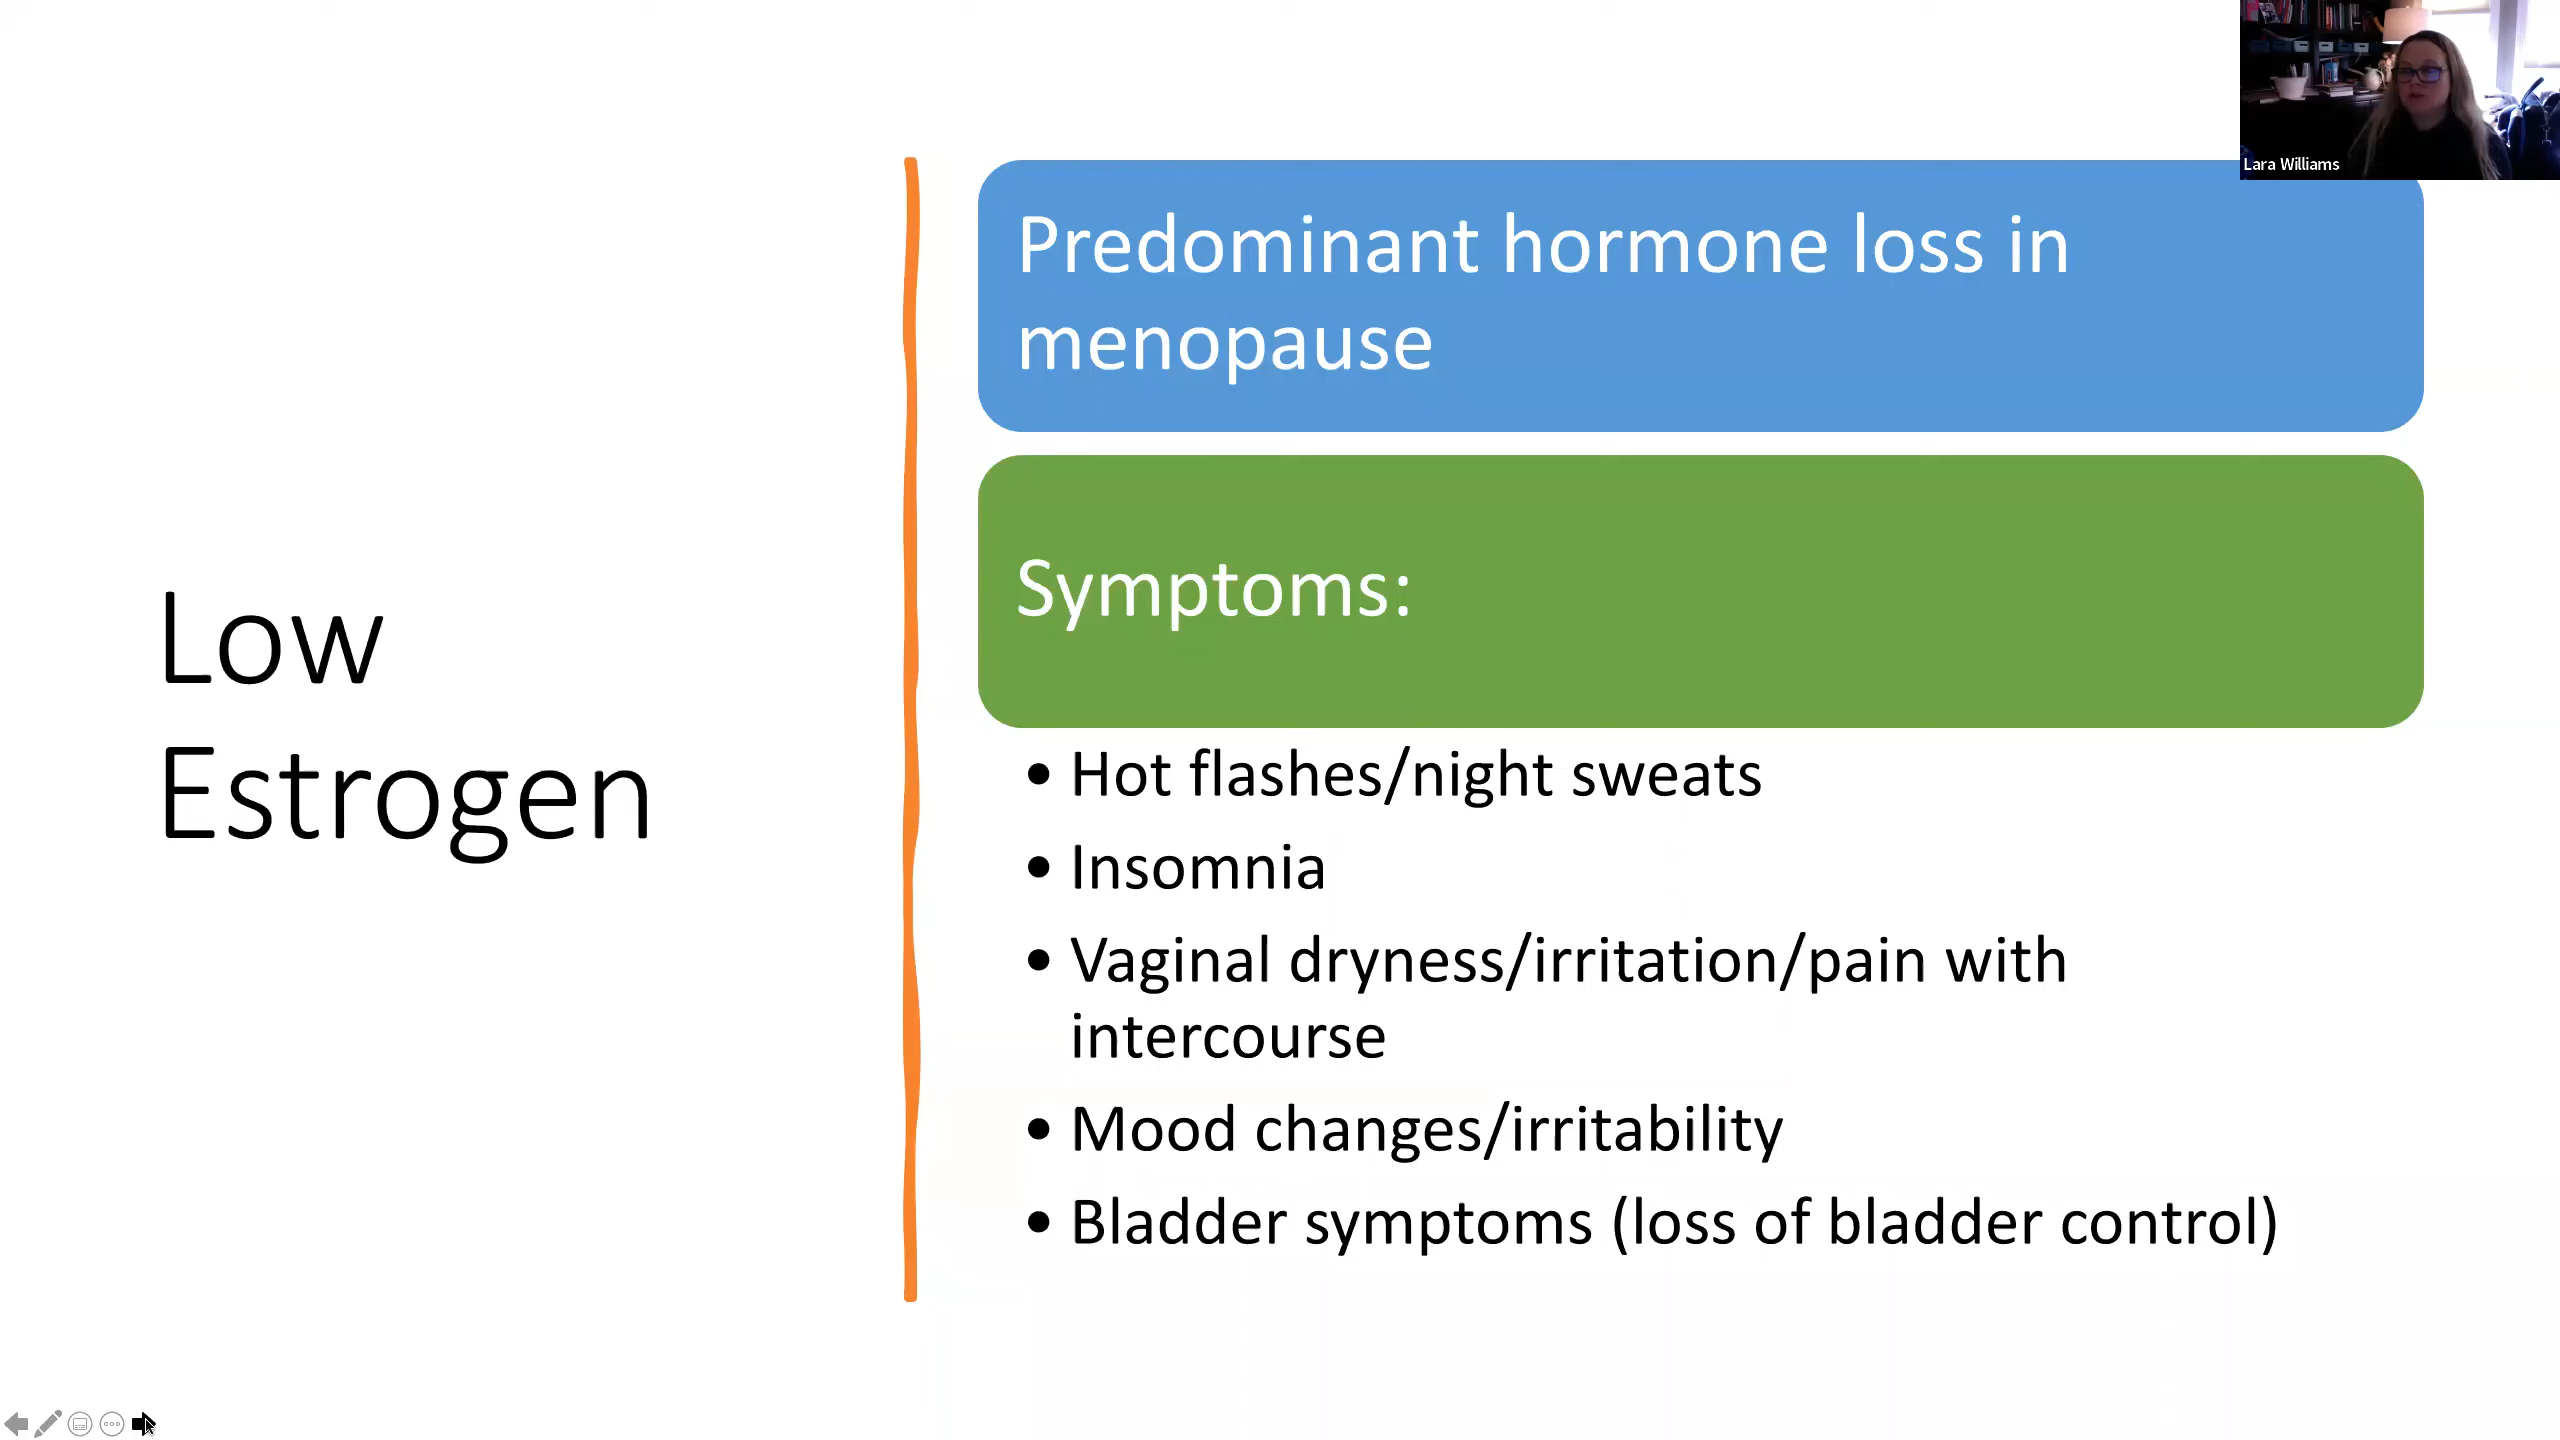 Lara Williams
Low
Estrogen
Predominant hormone loss in
menopause
Symptoms:
• Hot flashes/night sweats
• Insomnia
• Vaginal dryness/irritation/pain with
intercourse
• Mood changes/irritability
• Bladder symptoms (loss of bladder control)